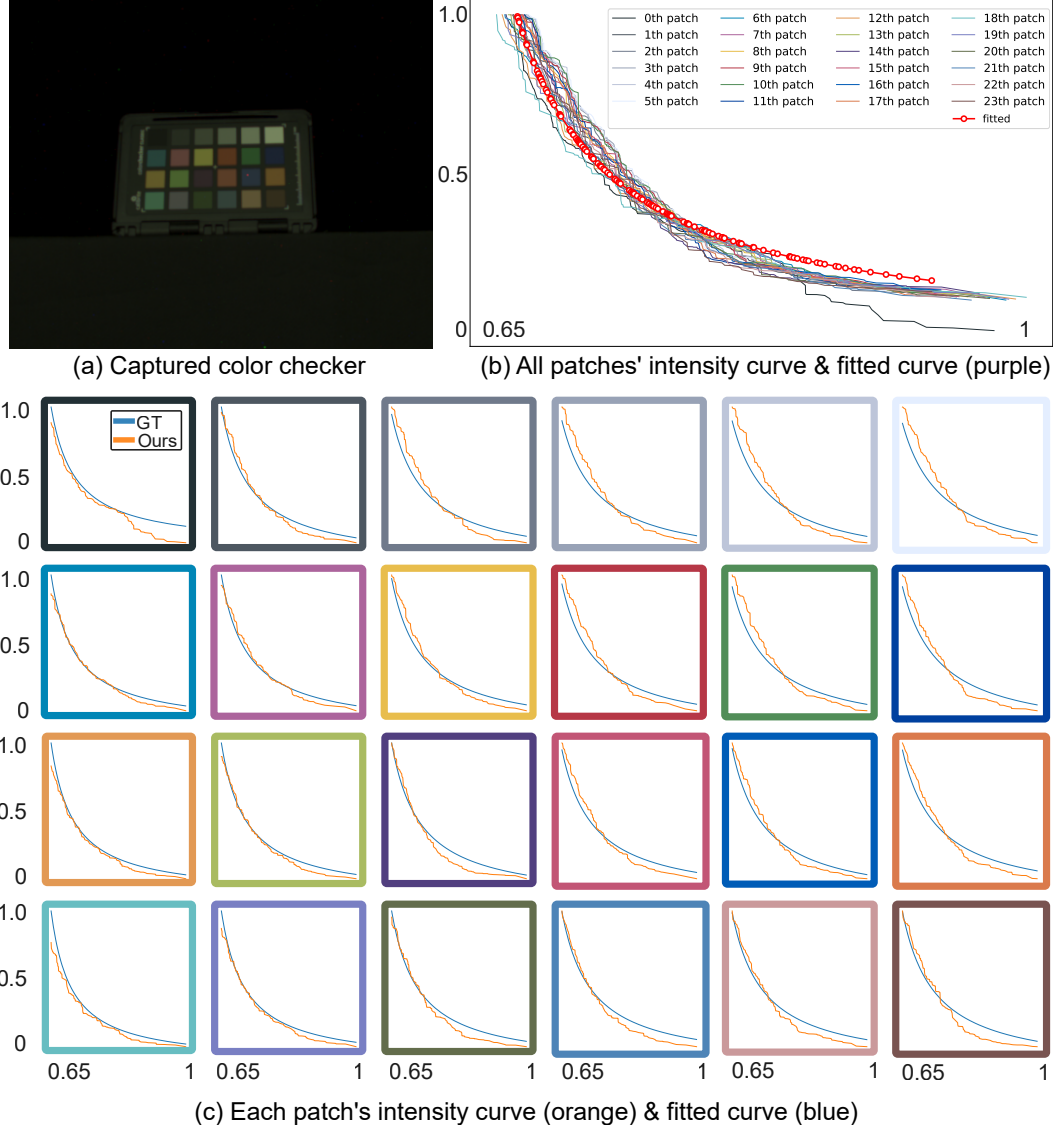 1.0
0.5
0
0.65
1
0th patch
1th patch
2th patch
3th patch
4th patch
5th patch
6th patch
7th patch
8th patch
9th patch
10th patch
11th patch
12th patch
13th patch
14th patch
15th patch
16th patch
17th patch
18th patch
19th patch
20th patch
21th patch
22th patch
23th patch
fitted
(a) Captured color checker
(b) All patches' intensity curve & fitted curve (purple)
1.0
0.5
0
GT
Ours
1.0
0.5
0
1.0
0.5
0
1.0
0.5
0
0.65 1
0.65 1
0.65 1
0.65 1
0.65 1
0.65 1
(c) Each patch's intensity curve (orange) & fitted curve (blue)